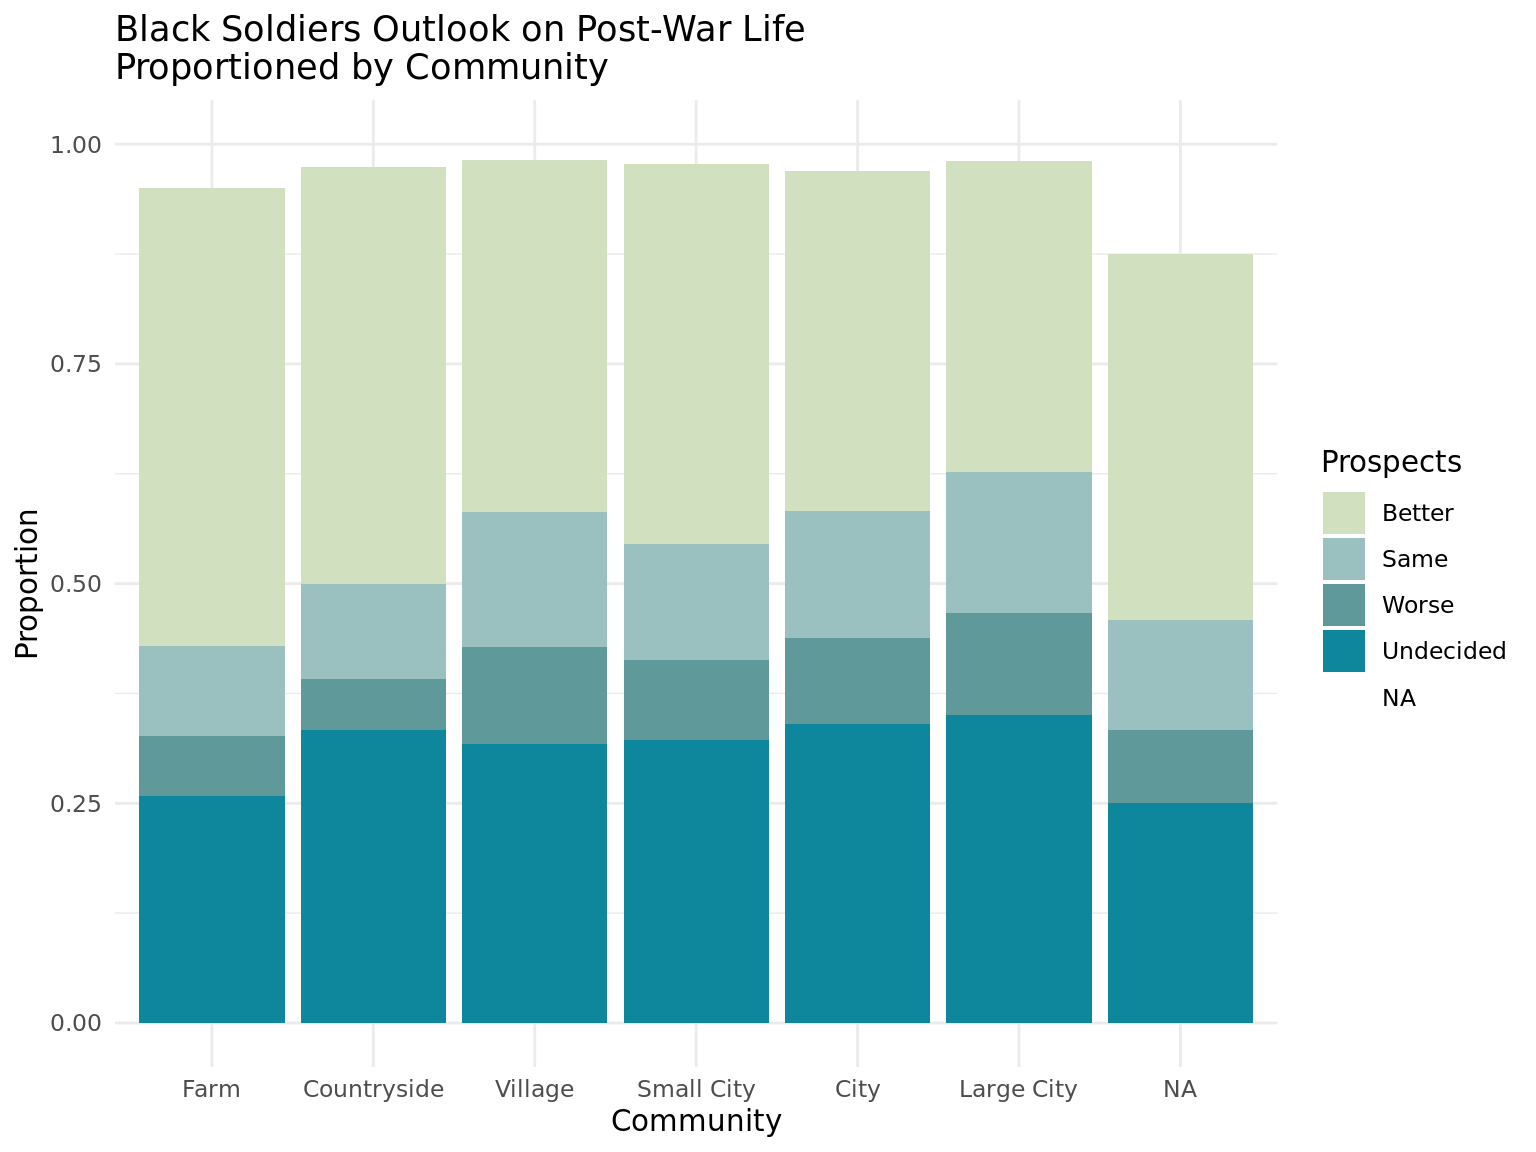 Black Soldiers Outlook on Post-War Life
Proportioned by Community
1.00
0.75
0.50
0.25
0.00
Proportion
Farm
Countryside
Village
Small City
City
Large City
NA
Community
Prospects
Better
Same
Worse
Undecided
NA